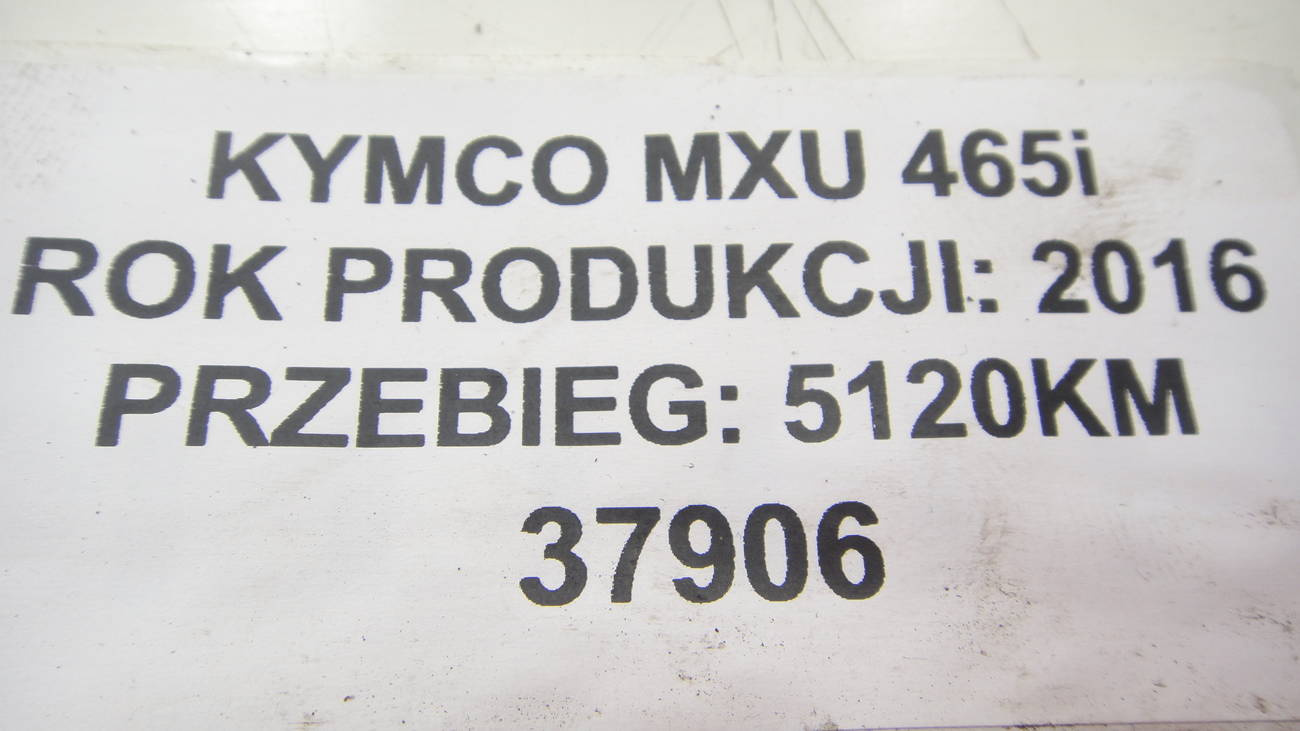 KYMCO MXU 465i
ROK PRODUKCJI: 2016
PRZEBIEG: 5120KM
37906